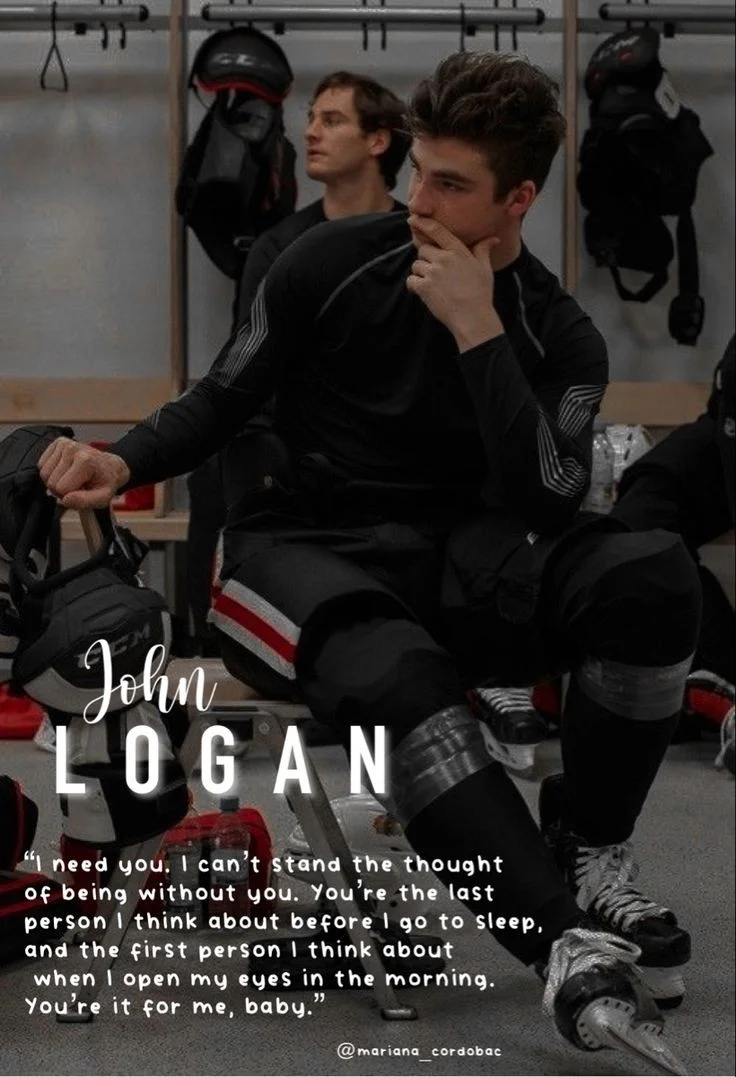 John
LOGAN
“I need you. I can’t stand the thought
of being without you. You’re the last
person I think about before I go to sleep,
and the first person I think about
when I open my eyes in the morning.
You’re it for me, baby.”
@mariana_cordobac
CCM